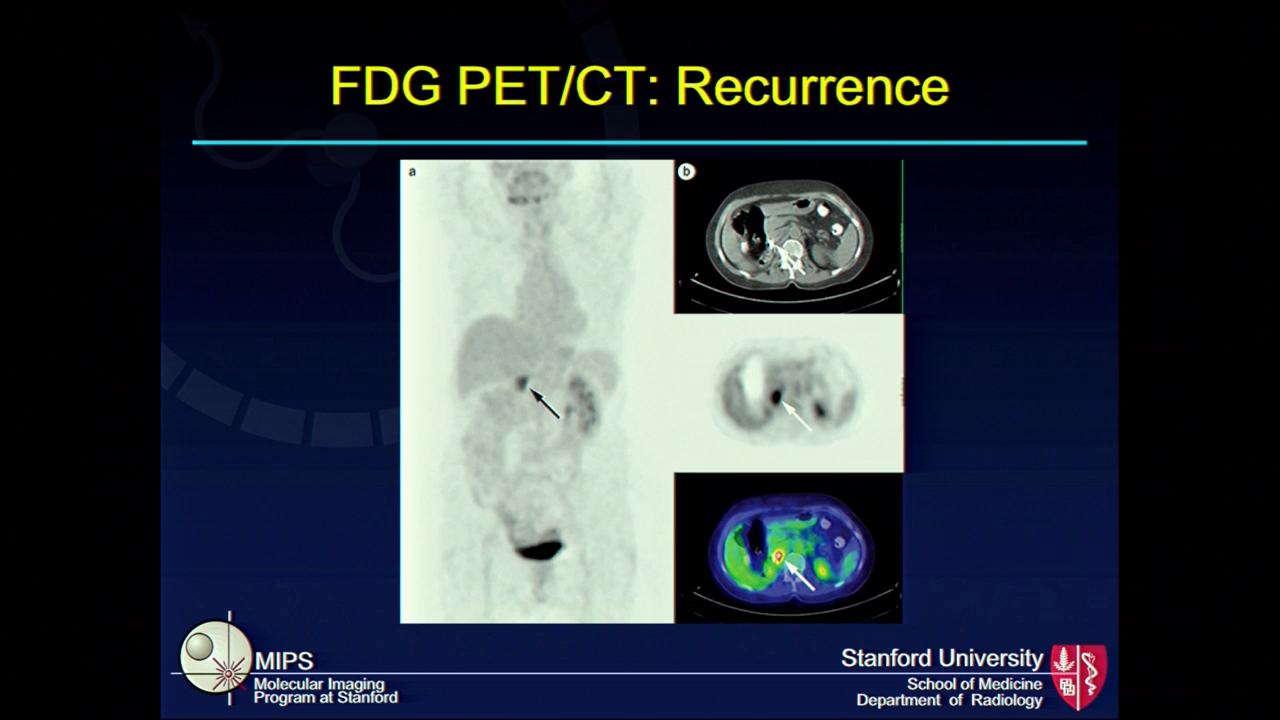 FDG PET/CT: Recurrence
a
b
MIPS
Molecular Imaging
Program at Stanford
Stanford University
School of Medicine
Department of Radiology